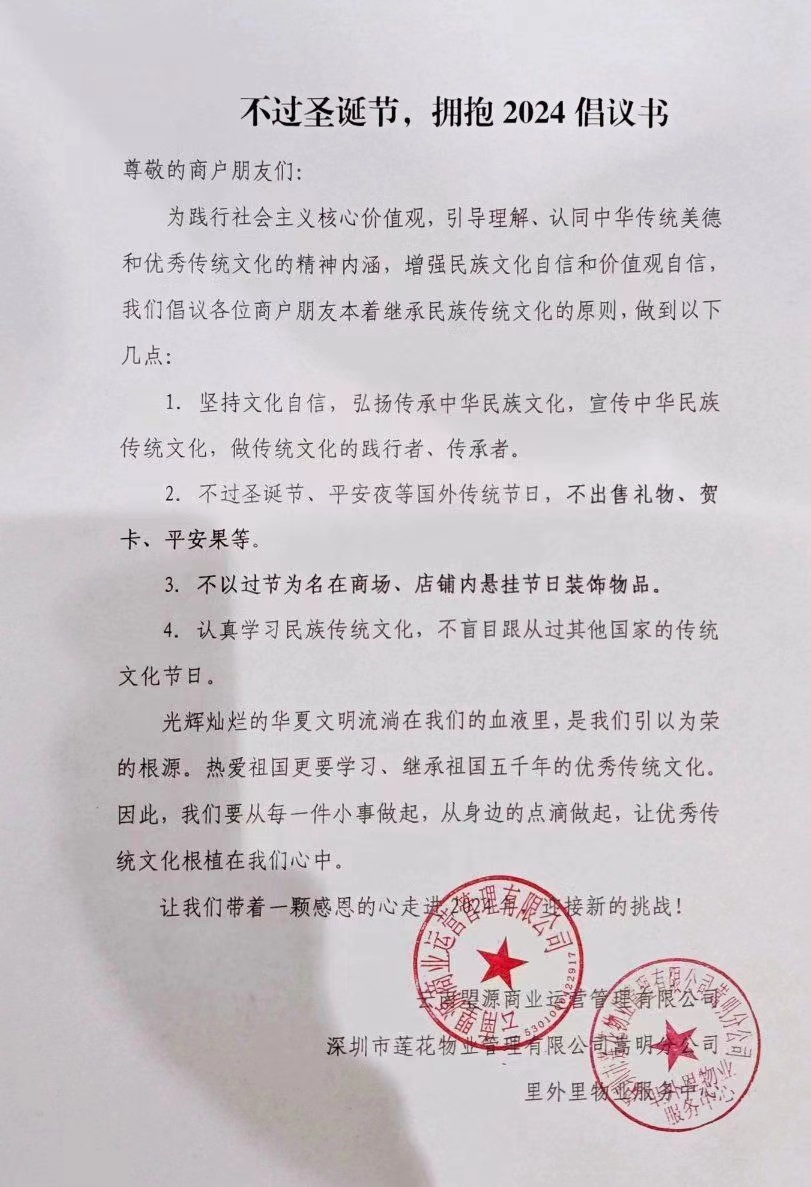 不过圣诞节，拥抱 2024 倡议书
尊敬的商户朋友们：
为践行社会主义核心价值观，引导理解、认同中华传统美德
和优秀传统文化的精神内涵，增强民族文化自信和价值观自信，
我们倡议各位商户朋友本着继承民族传统文化的原则，做到以下
几点：
1. 坚持文化自信，弘扬传承中华民族文化，宣传中华民族
传统文化，做传统文化的践行者、传承者。
2. 不过圣诞节、平安夜等国外传统节日，不出售礼物、贺
卡、平安果等。
3. 不以过节为名在商场、店铺内悬挂节日装饰物品。
4. 认真学习民族传统文化，不盲目跟从过其他国家的传统
文化节日。
光辉灿烂的华夏文明流淌在我们的血液里，是我们引以为荣
的根源。热爱祖国更要学习、继承祖国五千年的优秀传统文化。
因此，我们要从每一件小事做起，从身边的点滴做起，让优秀传
统文化根植在我们心中。
让我们带着一颗感恩的心走进 2024 年，迎接新的挑战！
云南盟源商业运营管理有限公司
5301000122917
云南盟源商业运营管理有限公司
深圳市莲花物业管理有限公司嵩明分公司
里外里物业服务中心
深圳市莲花物业管理有限公司嵩明分公司
里外里物业
服务中心